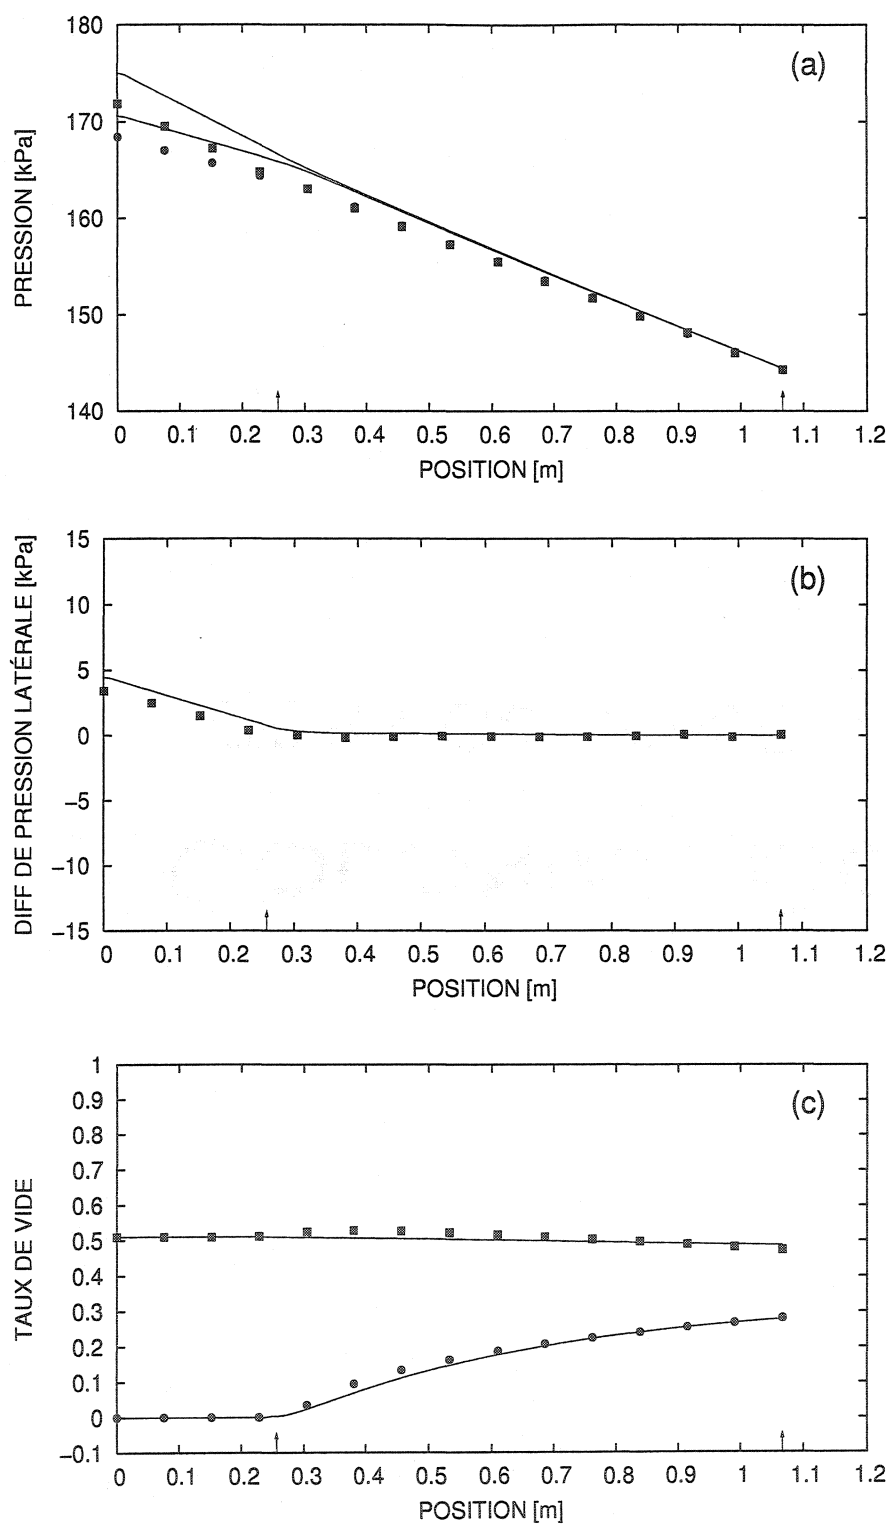 180
(a)
170
160
150
140
PRESSION [kPa]
0 0.1 0.2 0.3 0.4 0.5 0.6 0.7 0.8 0.9 1 1.1 1.2
POSITION [m]
15
(b)
10
5
0
−5
−10
−15
DIFF DE PRESSION LATÉRALE [kPa]
0 0.1 0.2 0.3 0.4 0.5 0.6 0.7 0.8 0.9 1 1.1 1.2
POSITION [m]
1
(c)
0.9
0.8
0.7
0.6
0.5
0.4
0.3
0.2
0.1
0
−0.1
TAUX DE VIDE
0 0.1 0.2 0.3 0.4 0.5 0.6 0.7 0.8 0.9 1 1.1 1.2
POSITION [m]